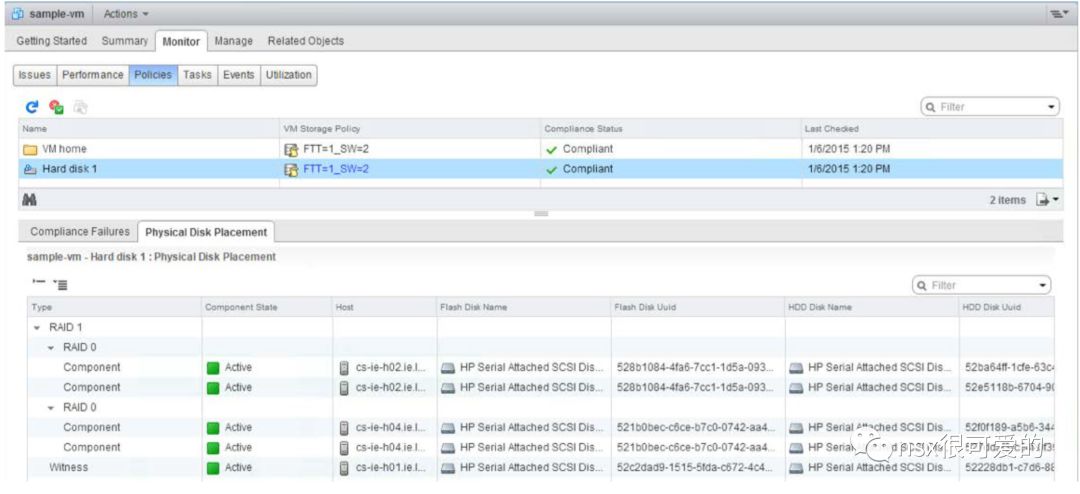 sample-vm Actions
Getting Started Summary Monitor Manage Related Objects
Issues Performance Policies Tasks Events Utilization
Filter
Name VM Storage Policy Compliance Status Last Checked
VM home FTT=1_SW=2 Compliant 1/6/2015 1:20 PM
Hard disk 1 FTT=1_SW=2 Compliant 1/6/2015 1:20 PM
2 items
Compliance Failures Physical Disk Placement
sample-vm - Hard disk 1 : Physical Disk Placement
Filter
Type Component State Host Flash Disk Name Flash Disk Uuid HDD Disk Name HDD Disk Uuid
RAID 1
RAID 0
Component Active cs-ie-h02.ie.l... HP Serial Attached SCSI Dis... 528b1084-4fa6-7cc1-1d5a-093... HP Serial Attached SCSI Dis... 52ba64ff-1cfe-63c4
Component Active cs-ie-h02.ie.l... HP Serial Attached SCSI Dis... 528b1084-4fa6-7cc1-1d5a-093... HP Serial Attached SCSI Dis... 52e5118b-6704-90
RAID 0
Component Active cs-ie-h04.ie.l... HP Serial Attached SCSI Dis... 521b0bec-c6ce-b7c0-0742-aa4... HP Serial Attached SCSI Dis... 52f0f189-a5b6-344
Component Active cs-ie-h04.ie.l... HP Serial Attached SCSI Dis... 521b0bec-c6ce-b7c0-0742-aa4... HP Serial Attached SCSI Dis...
Witness Active cs-ie-h01.ie.l... HP Serial Attached SCSI Dis... 52c2dad9-1515-5fda-c672-4c4... HP Serial Attached SCSI Dis... 52228db1-c7d6-88
nsx很可爱的